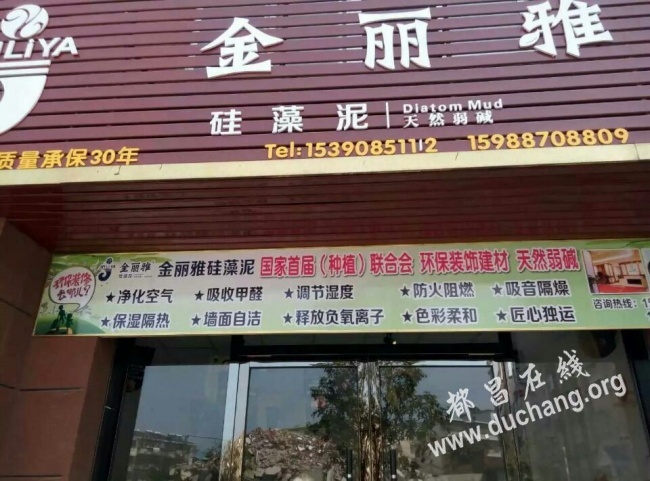 金丽雅
硅藻泥 Diatom Mud
天然弱碱
质量承保30年
Tel: 15390851112 15988708809
金丽雅 金丽雅硅藻泥 国家首届(种植)联合会 环保装饰建材 天然弱碱
★净化空气 ★吸收甲醛 ★调节湿度 ★防火阻燃 ★吸音隔燥
★保湿隔热 ★墙面自洁 ★释放负氧离子 ★色彩柔和 ★匠心独运
咨询热线:
都昌在线
www.duchang.org